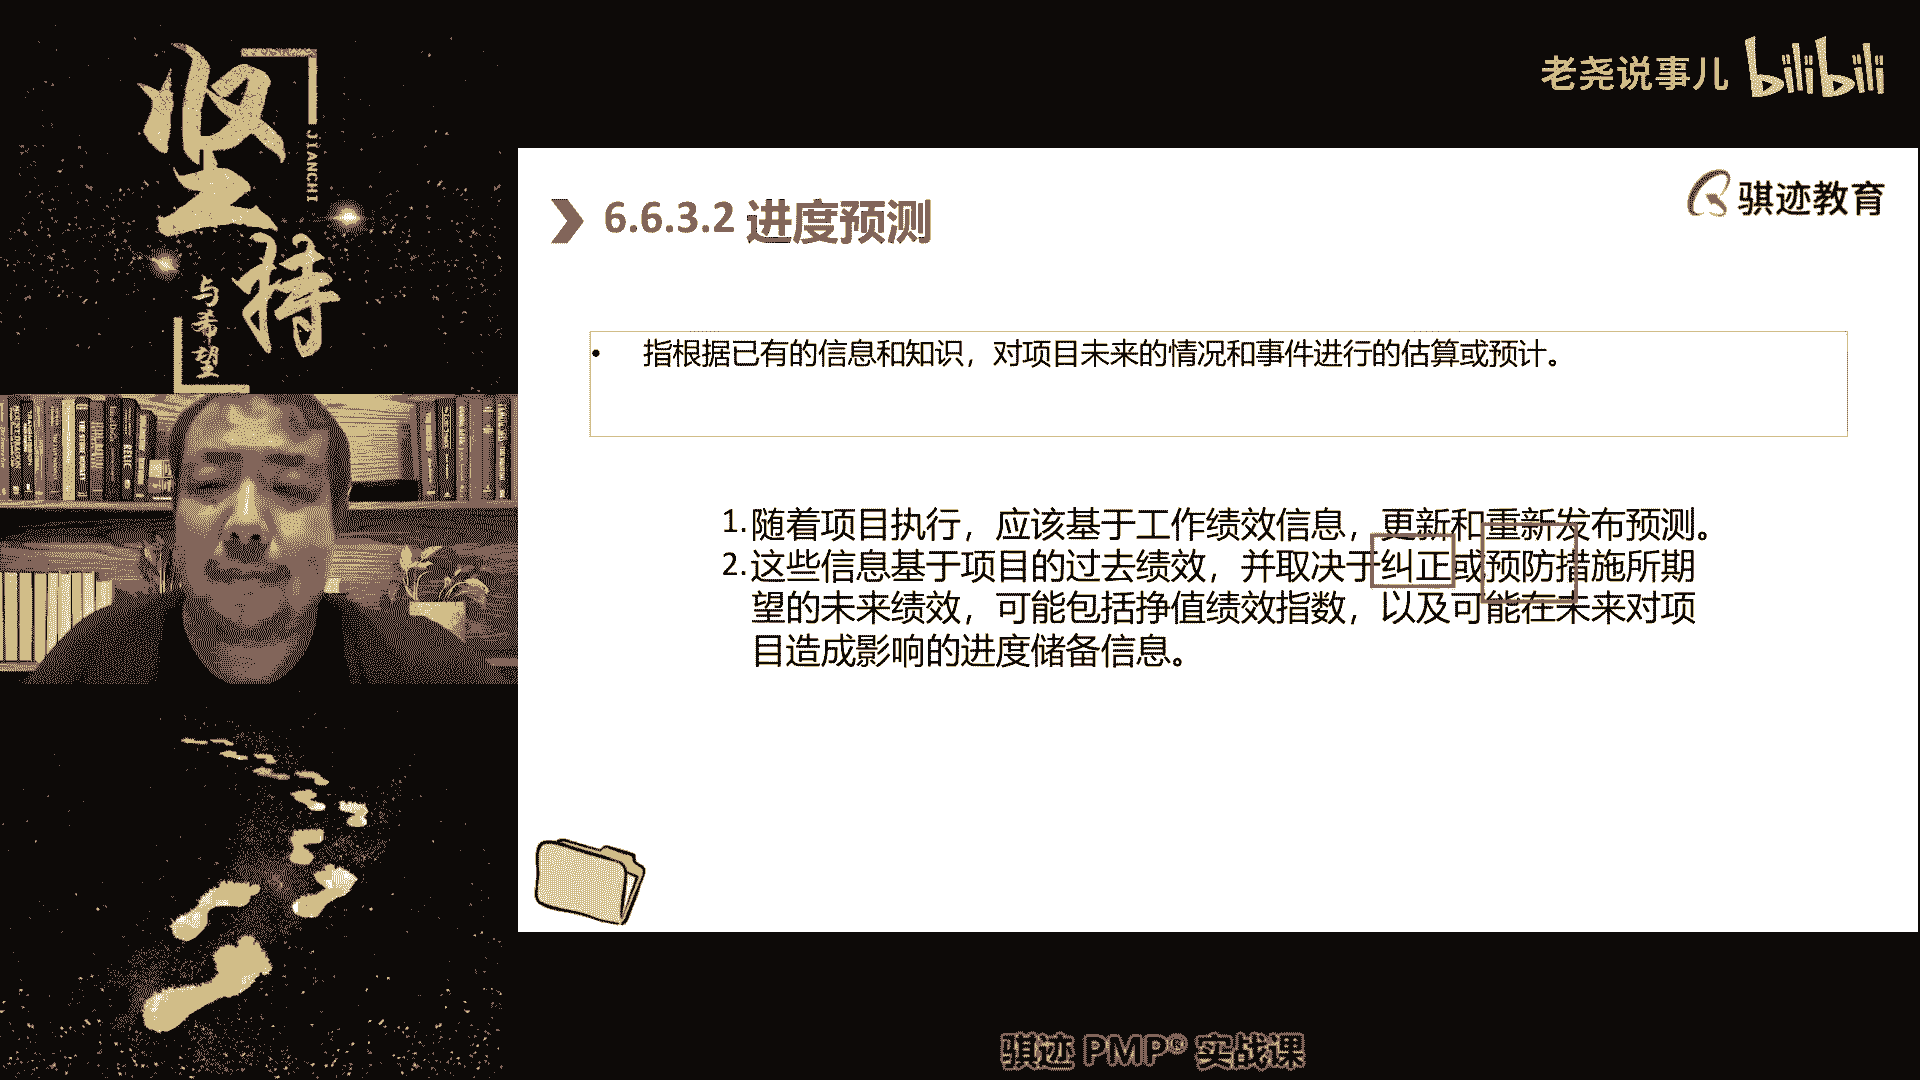 坚持
JIANCHI
与希望
老尧说事儿 bilibili
骐迹教育
6.6.3.2 进度预测
• 指根据已有的信息和知识，对项目未来的情况和事件进行的估算或预计。
1. 随着项目执行，应该基于工作绩效信息，更新和重新发布预测。
2. 这些信息基于项目的过去绩效，并取决于纠正或预防措施所期
望的未来绩效，可能包括挣值绩效指数，以及可能在未来对项
目造成影响的进度储备信息。
骐迹 PMP® 实战课